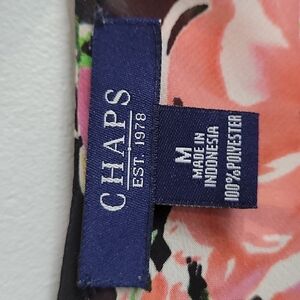 CHAPS
EST. 1978
M
MADE IN
INDONESIA
100% POLYESTER